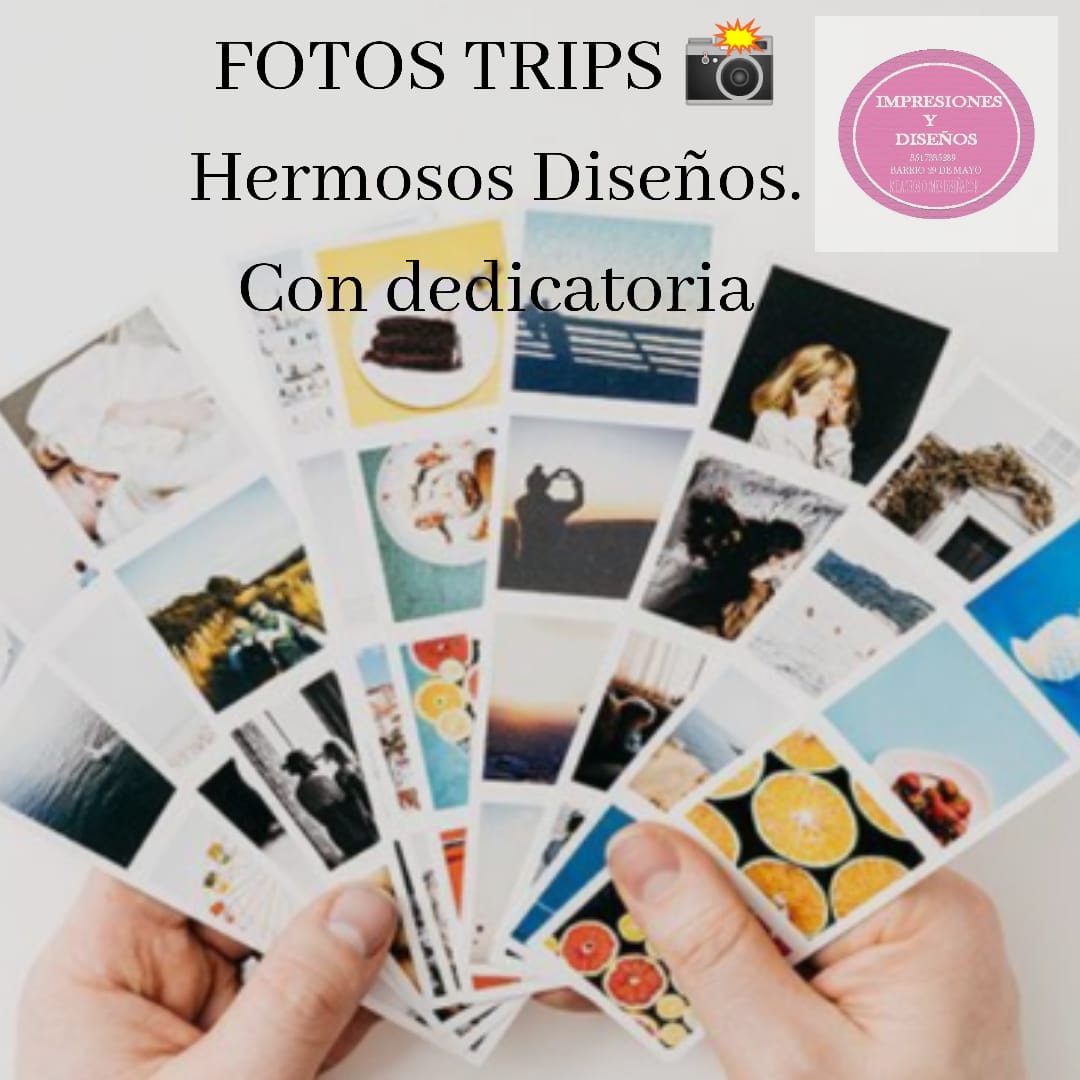 FOTOS TRIPS
Hermosos Diseños.
Con dedicatoria
IMPRESIONES
Y
DISEÑOS
BARRIO 29 DE MAYO